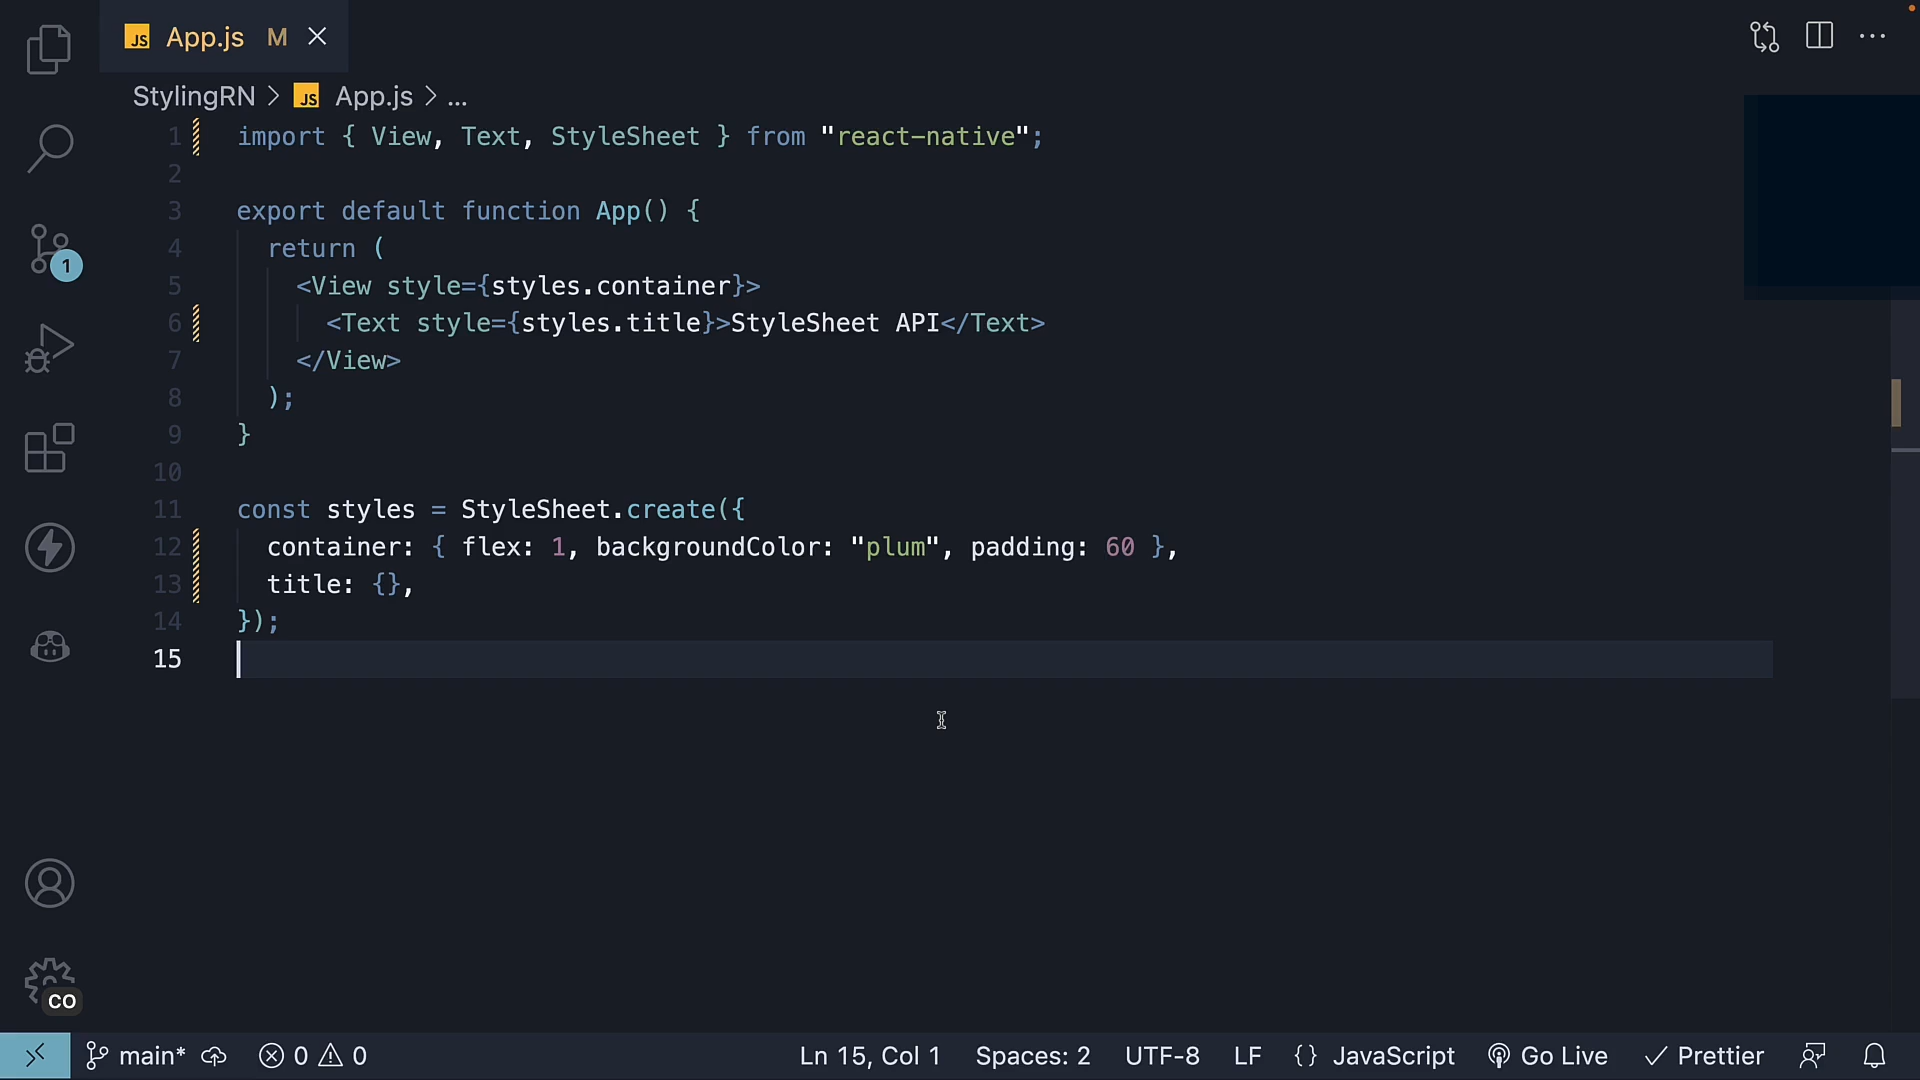 JS App.js M
StylingRN > JS App.js > ...
1 import { View, Text, StyleSheet } from "react-native";
2
3 export default function App() {
4   return (
5     <View style={styles.container}>
6       <Text style={styles.title}>StyleSheet API</Text>
7     </View>
8   );
9 }
10
11 const styles = StyleSheet.create({
12   container: { flex: 1, backgroundColor: "plum", padding: 60 },
13   title: {},
14 });
15
1
CO
main* 0 0 Ln 15, Col 1 Spaces: 2 UTF-8 LF {} JavaScript Go Live Prettier